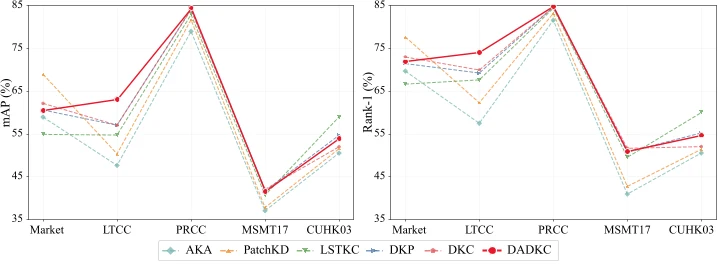 85
75
65
55
45
35
mAP (%)
Market LTCC PRCC MSMT17 CUHK03
85
75
65
55
45
35
Rank-1 (%)
Market LTCC PRCC MSMT17 CUHK03
AKA PatchKD LSTKC DKP DKC DADKC